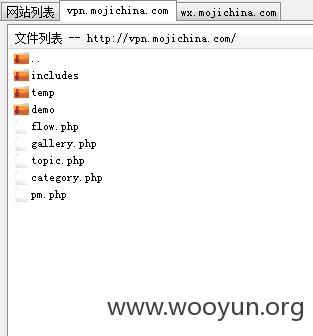 网站列表 vpn.mojichina.com wx.mojichina.com
文件列表 -- http://vpn.mojichina.com/
..
includes
temp
demo
flow.php
gallery.php
topic.php
category.php
pm.php
www.wooyun.org